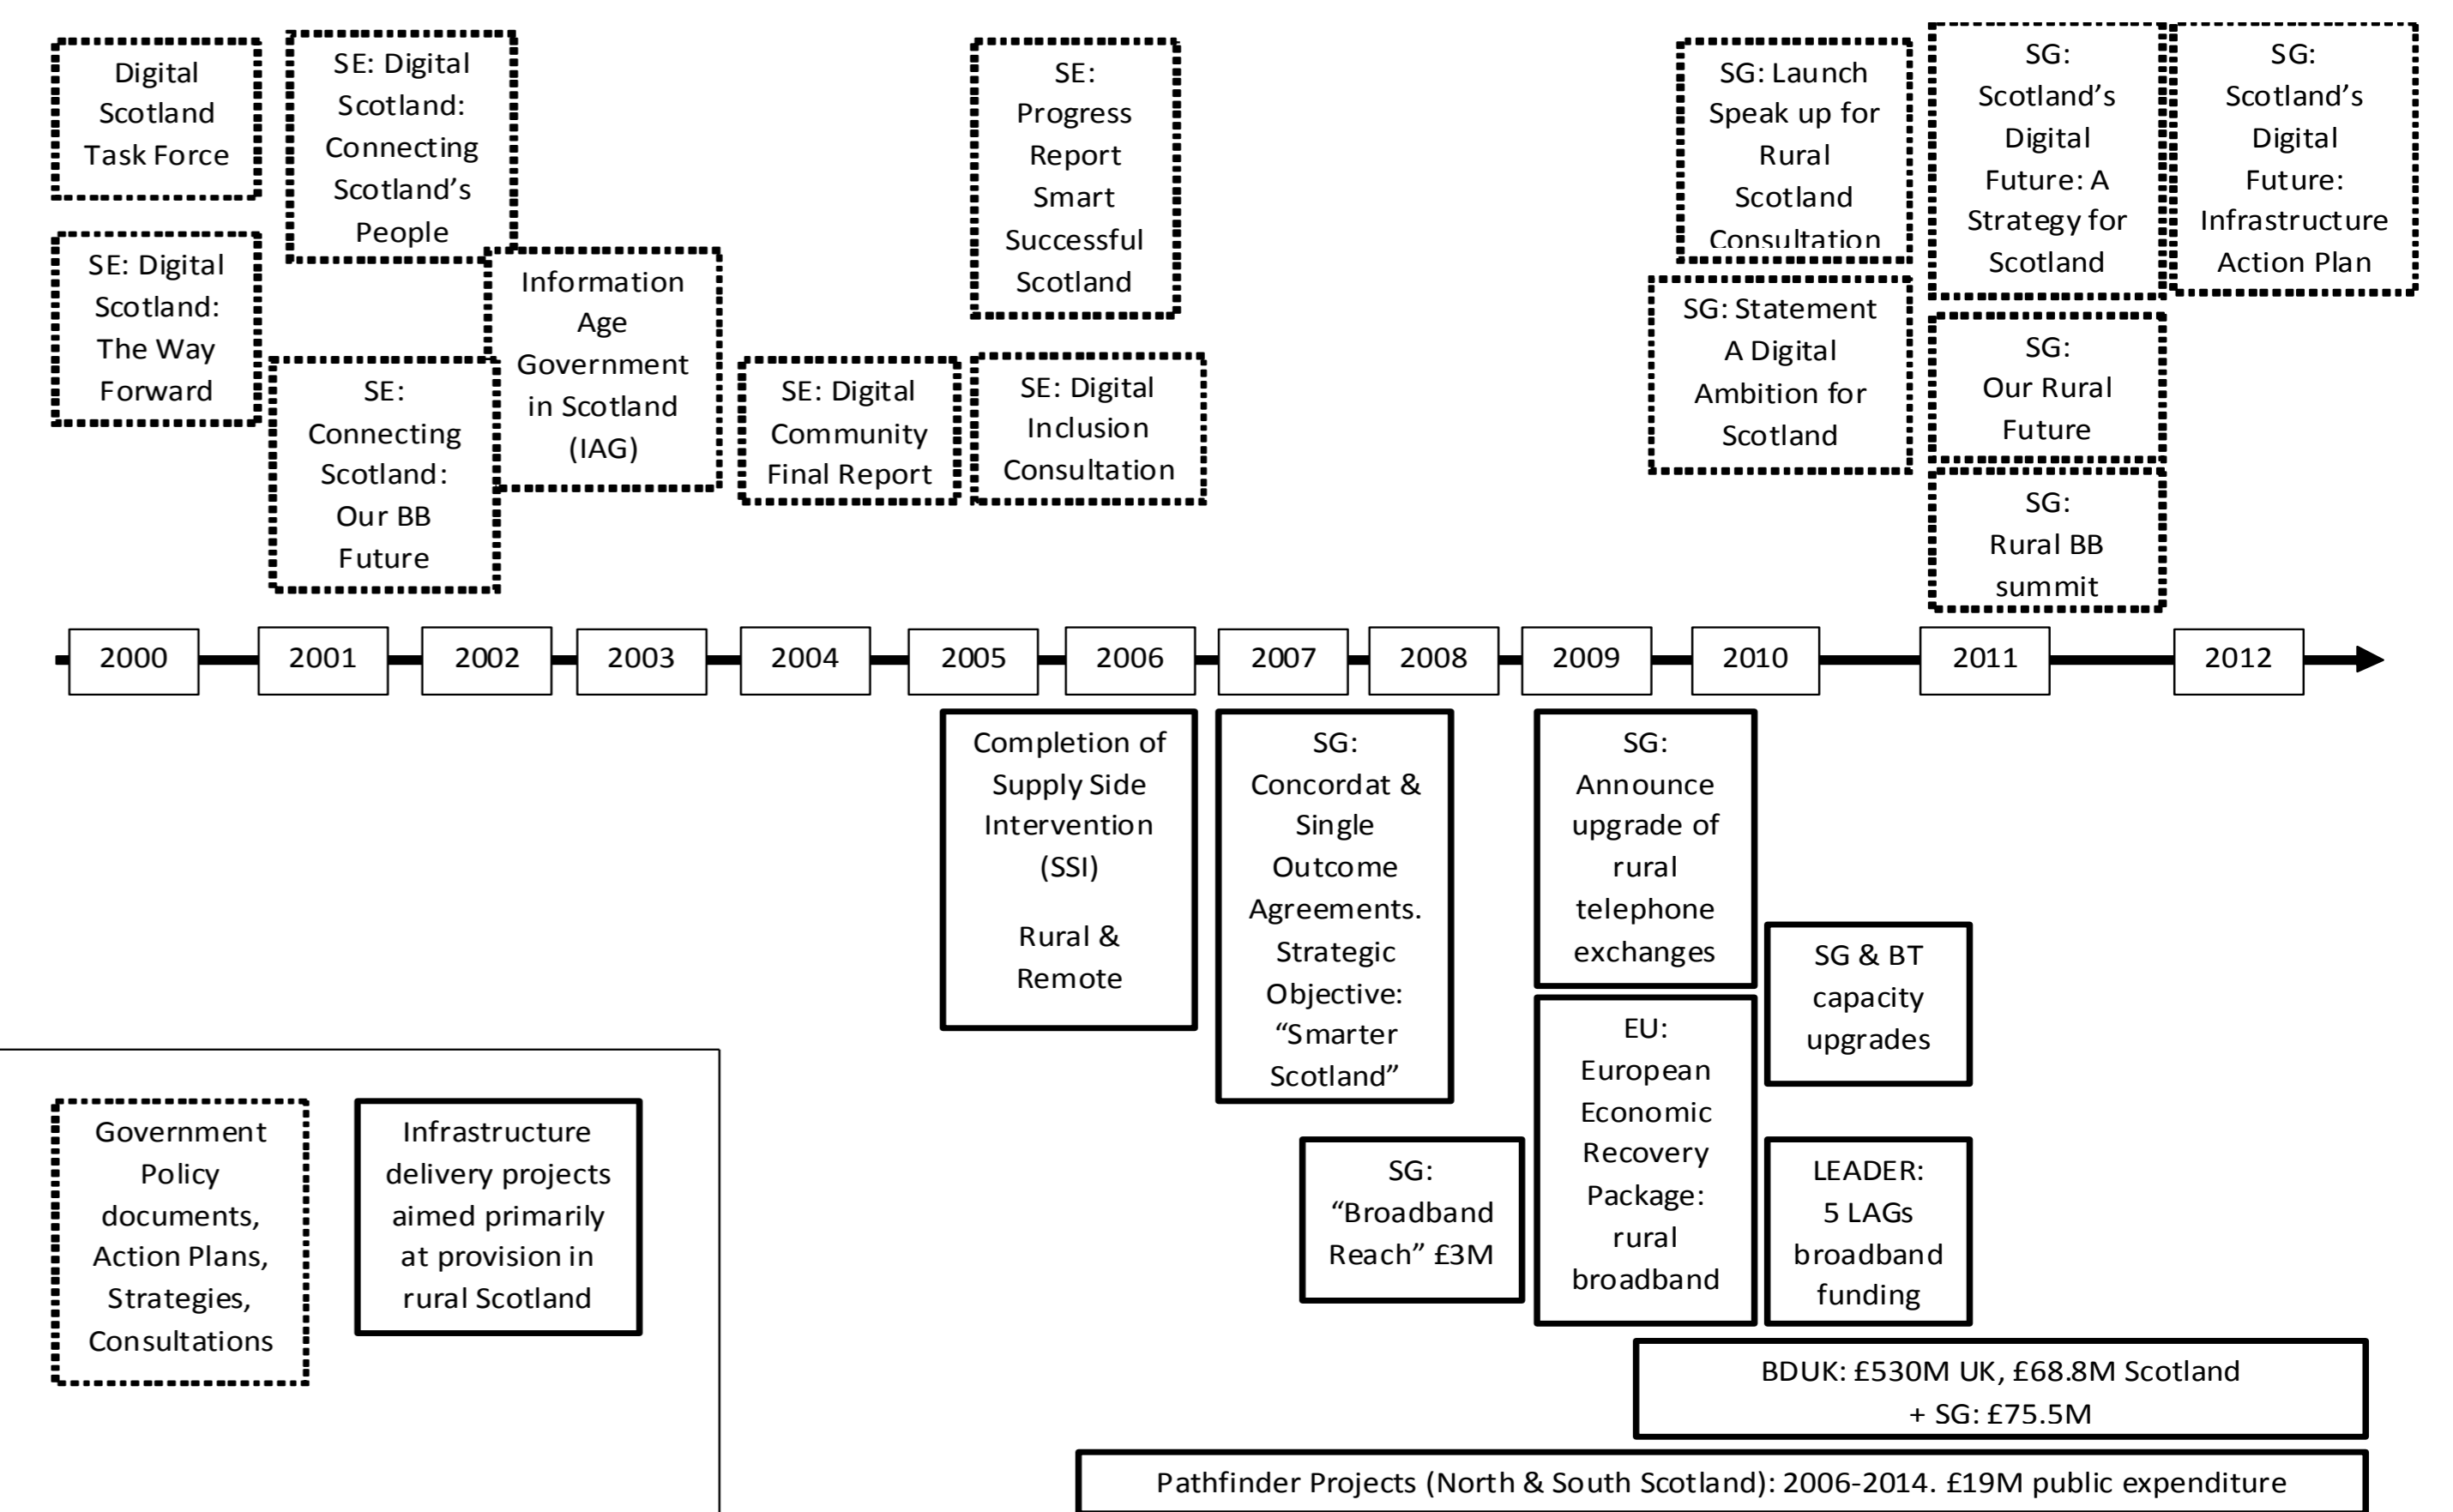 Digital
Scotland
Task Force
SE: Digital
Scotland:
The Way
Forward
SE: Digital
Scotland:
Connecting
Scotland’s
People
SE:
Connecting
Scotland:
Our BB
Future
Information
Age
Government
in Scotland
(IAG)
SE: Digital
Community
Final Report
SE:
Progress
Report
Smart
Successful
Scotland
SE: Digital
Inclusion
Consultation
SG: Launch
Speak up for
Rural
Scotland
Consultation
SG: Statement
A Digital
Ambition for
Scotland
SG:
Scotland’s
Digital
Future: A
Strategy for
Scotland
SG:
Our Rural
Future
SG:
Rural BB
summit
SG:
Scotland’s
Digital
Future:
Infrastructure
Action Plan
2000 2001 2002 2003 2004 2005 2006 2007 2008 2009 2010 2011 2012
Completion of
Supply Side
Intervention
(SSI)
Rural &
Remote
SG:
Concordat &
Single
Outcome
Agreements.
Strategic
Objective:
“Smarter
Scotland”
SG:
“Broadband
Reach” £3M
SG:
Announce
upgrade of
rural
telephone
exchanges
EU:
European
Economic
Recovery
Package:
rural
broadband
SG & BT
capacity
upgrades
LEADER:
5 LAGs
broadband
funding
BDUK: £530M UK, £68.8M Scotland
+ SG: £75.5M
Pathfinder Projects (North & South Scotland): 2006-2014. £19M public expenditure
Government
Policy
documents,
Action Plans,
Strategies,
Consultations
Infrastructure
delivery projects
aimed primarily
at provision in
rural Scotland